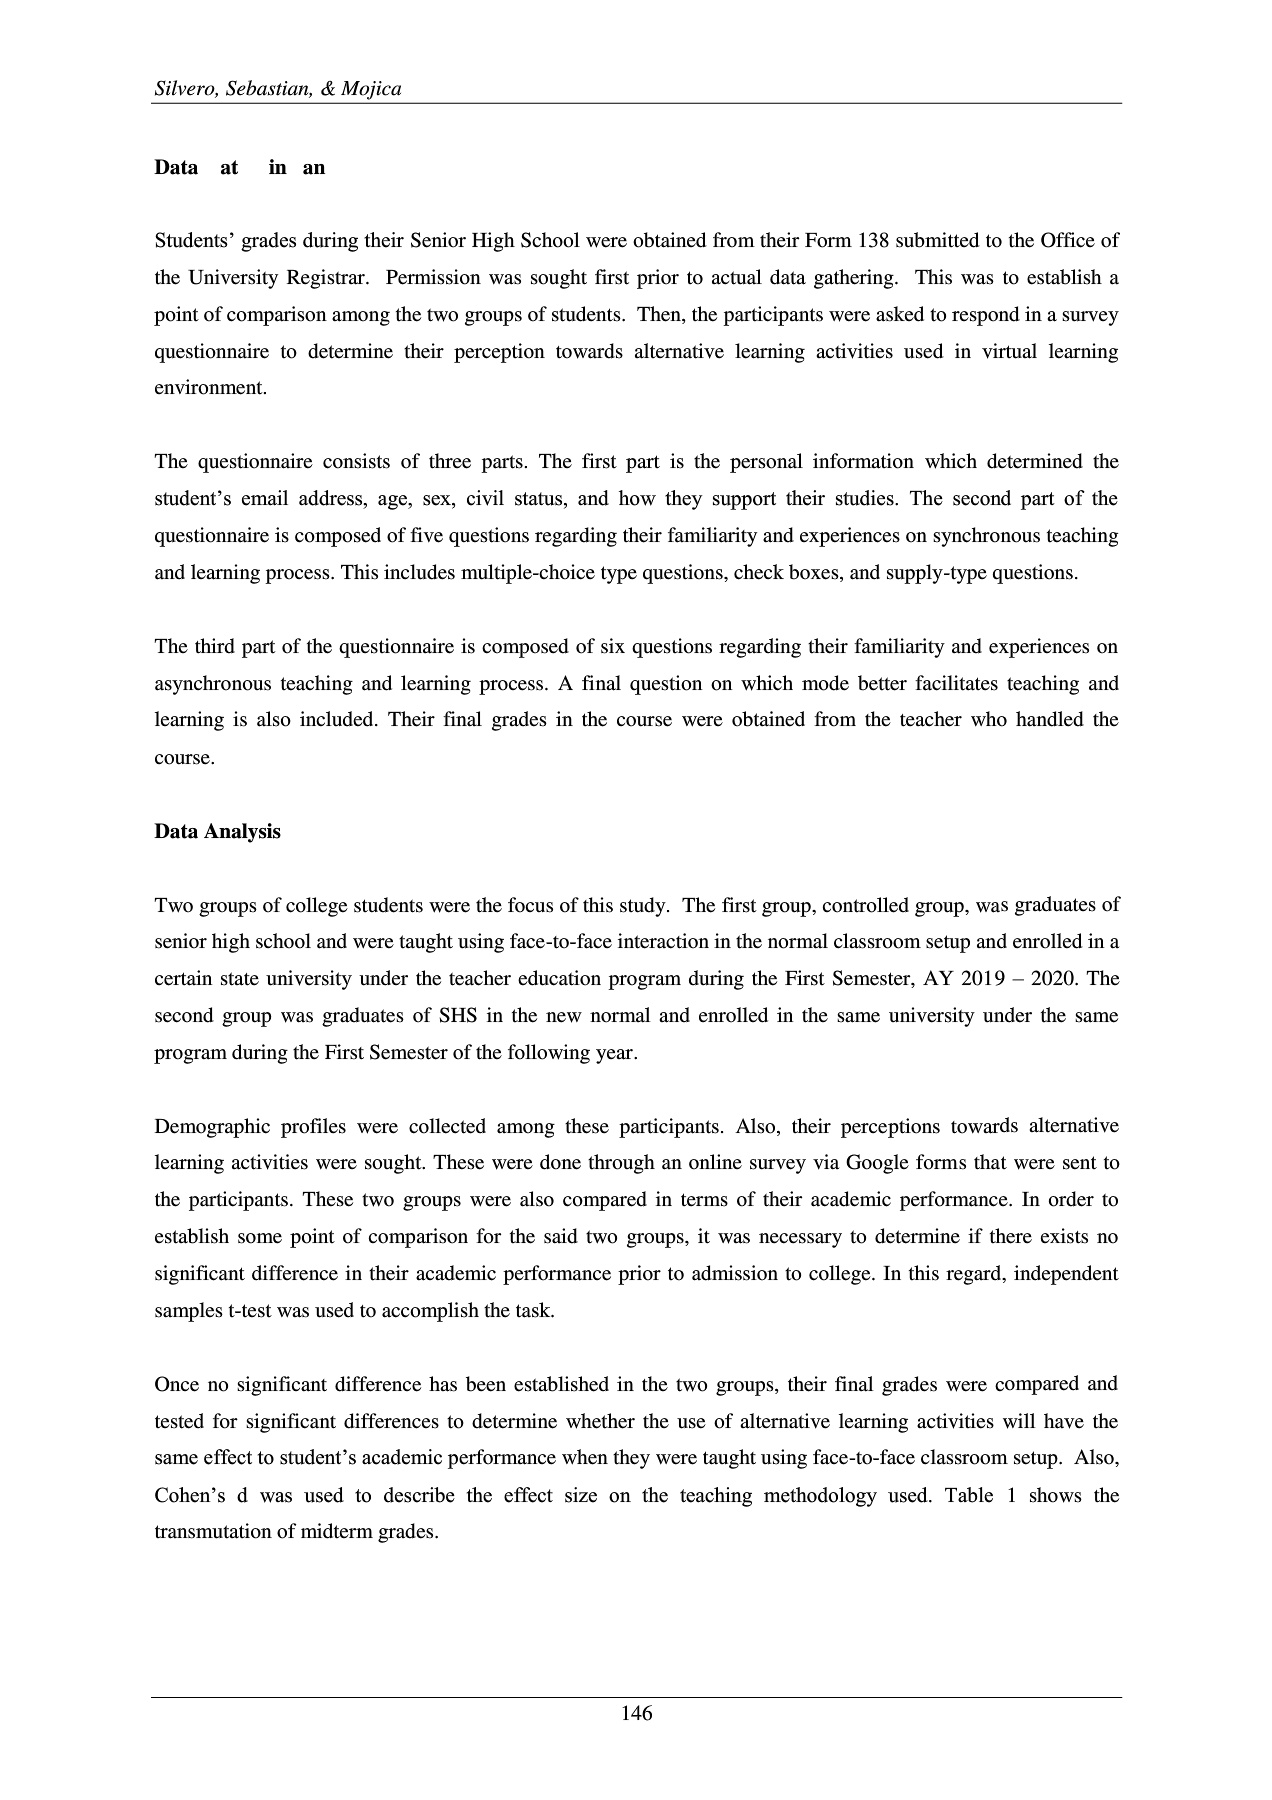 Silvero, Sebastian, & Mojica
Data at in an
Students’ grades during their Senior High School were obtained from their Form 138 submitted to the Office of
the University Registrar. Permission was sought first prior to actual data gathering. This was to establish a
point of comparison among the two groups of students. Then, the participants were asked to respond in a survey
questionnaire to determine their perception towards alternative learning activities used in virtual learning
environment.
The questionnaire consists of three parts. The first part is the personal information which determined the
student’s email address, age, sex, civil status, and how they support their studies. The second part of the
questionnaire is composed of five questions regarding their familiarity and experiences on synchronous teaching
and learning process. This includes multiple-choice type questions, check boxes, and supply-type questions.
The third part of the questionnaire is composed of six questions regarding their familiarity and experiences on
asynchronous teaching and learning process. A final question on which mode better facilitates teaching and
learning is also included. Their final grades in the course were obtained from the teacher who handled the
course.
Data Analysis
Two groups of college students were the focus of this study. The first group, controlled group, was graduates of
senior high school and were taught using face-to-face interaction in the normal classroom setup and enrolled in a
certain state university under the teacher education program during the First Semester, AY 2019 – 2020. The
second group was graduates of SHS in the new normal and enrolled in the same university under the same
program during the First Semester of the following year.
Demographic profiles were collected among these participants. Also, their perceptions towards alternative
learning activities were sought. These were done through an online survey via Google forms that were sent to
the participants. These two groups were also compared in terms of their academic performance. In order to
establish some point of comparison for the said two groups, it was necessary to determine if there exists no
significant difference in their academic performance prior to admission to college. In this regard, independent
samples t-test was used to accomplish the task.
Once no significant difference has been established in the two groups, their final grades were compared and
tested for significant differences to determine whether the use of alternative learning activities will have the
same effect to student’s academic performance when they were taught using face-to-face classroom setup. Also,
Cohen’s d was used to describe the effect size on the teaching methodology used. Table 1 shows the
transmutation of midterm grades.
146